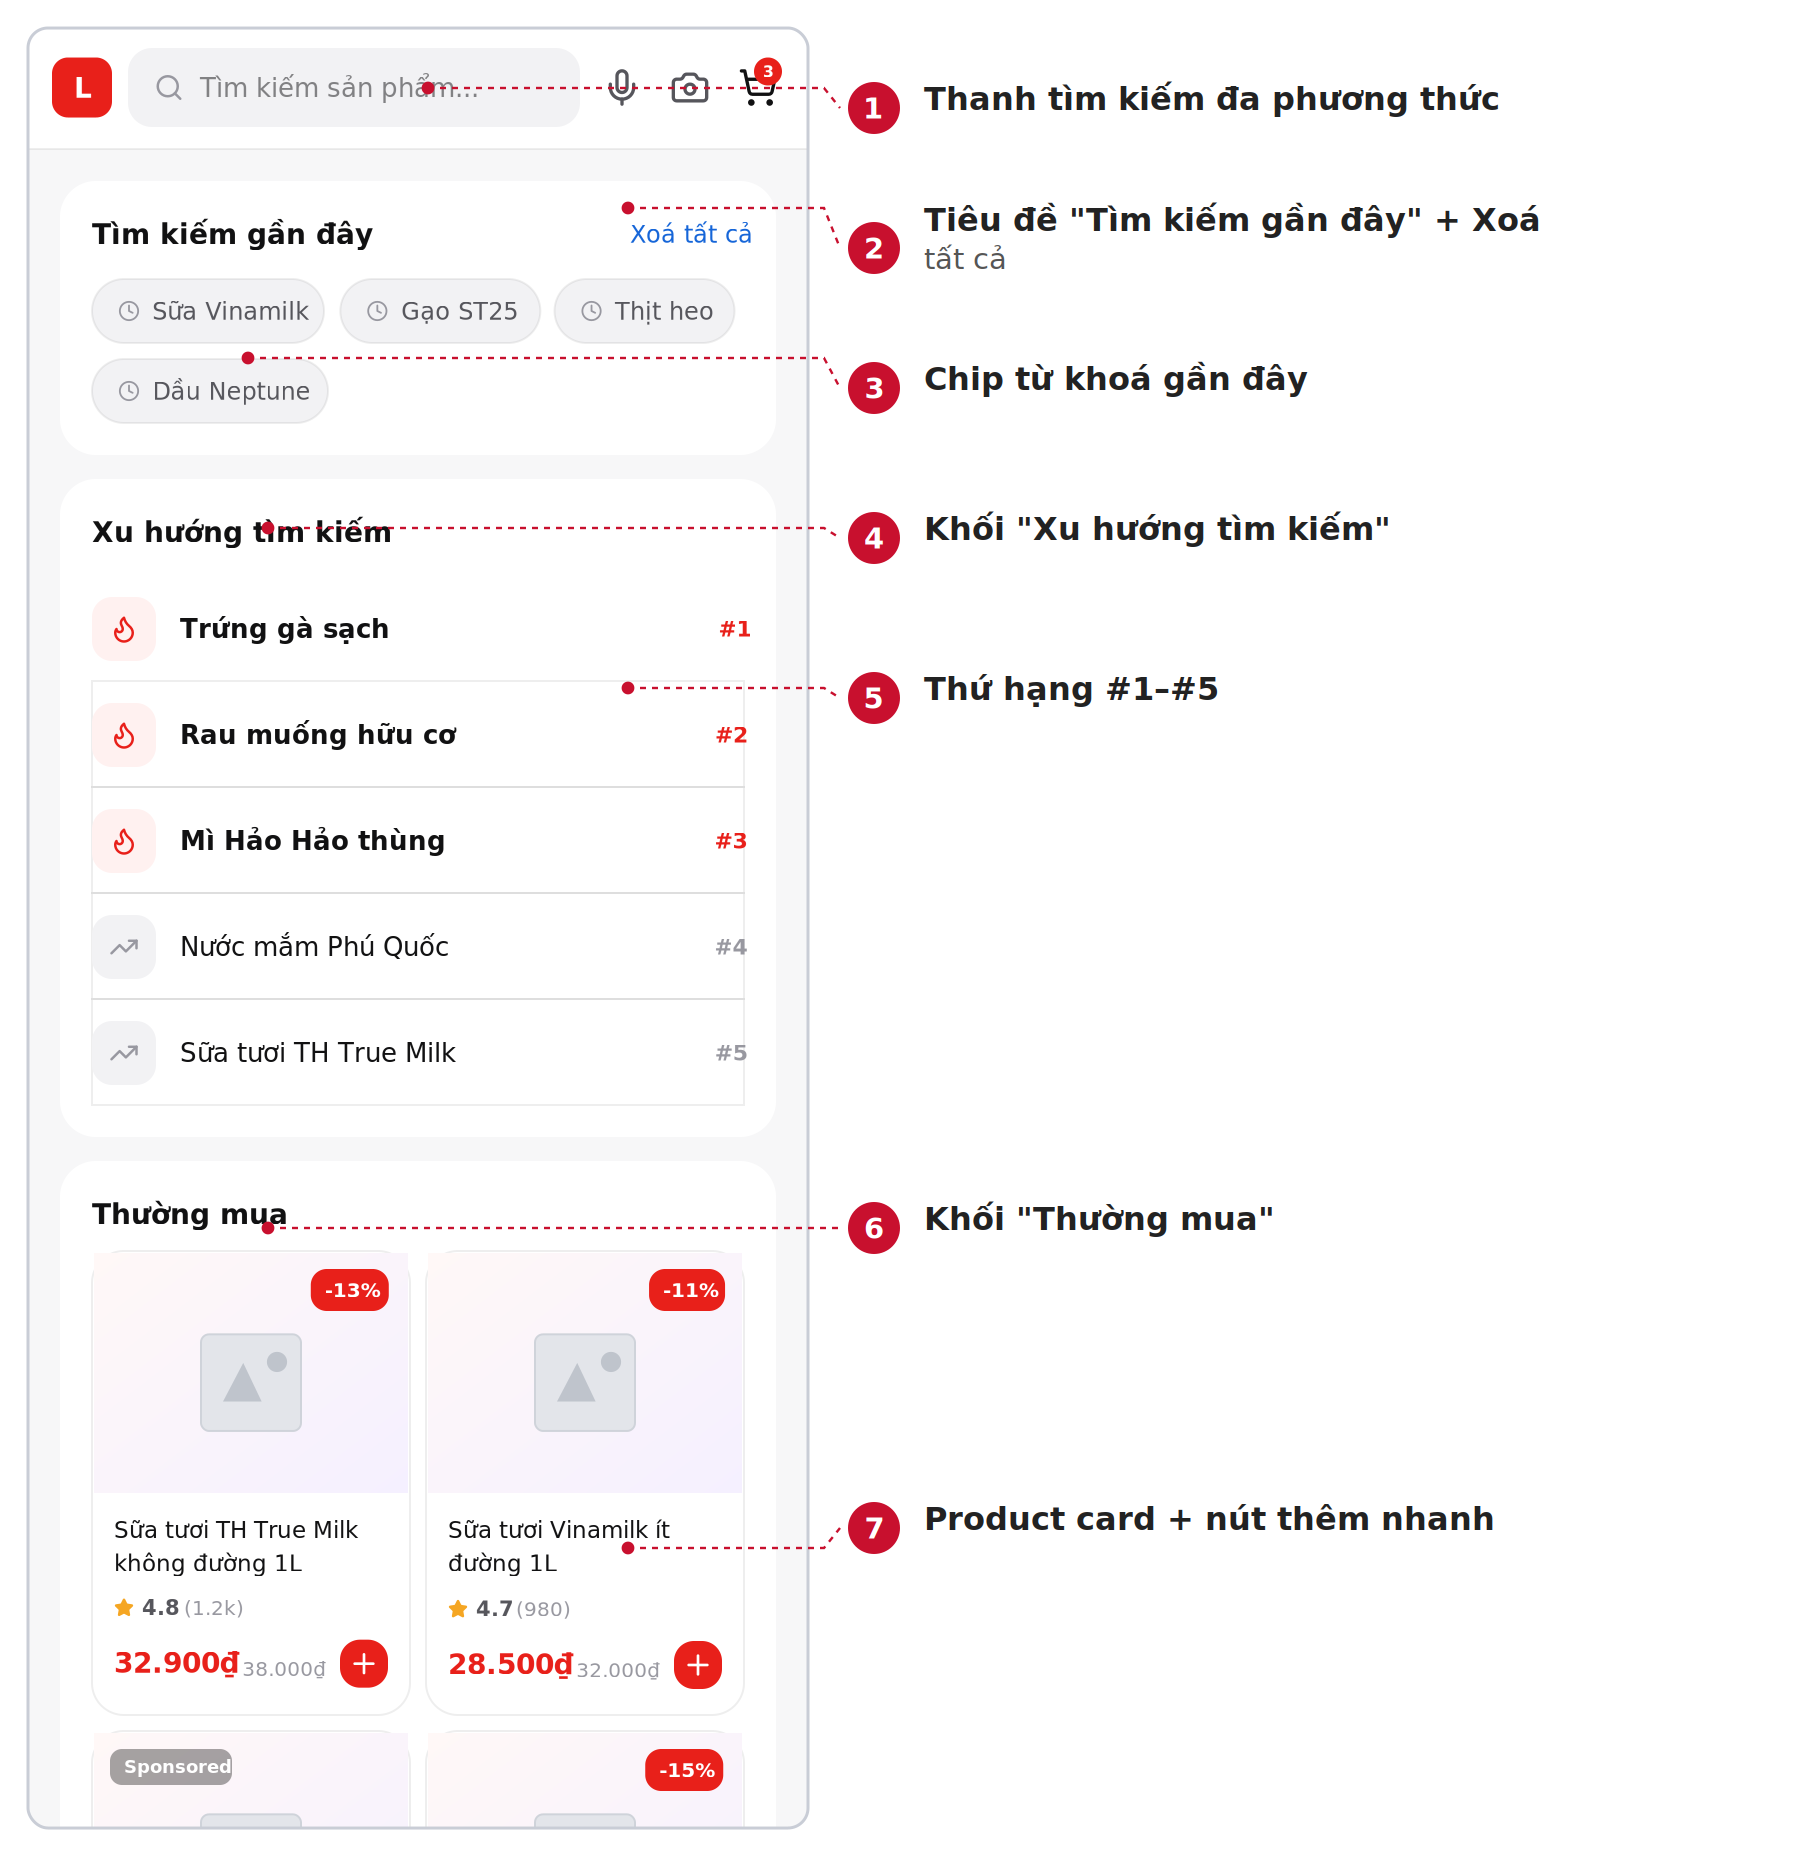 L
Tìm kiếm sản phẩm...
3
Tìm kiếm gần đây
Xoá tất cả
Sữa Vinamilk
Gạo ST25
Thịt heo
Dầu Neptune
Xu hướng tìm kiếm
Trứng gà sạch
#1
Rau muống hữu cơ
#2
Mì Hảo Hảo thùng
#3
Nước mắm Phú Quốc
#4
Sữa tươi TH True Milk
#5
Thường mua
-13%
Sữa tươi TH True Milk
không đường 1L
4.8 (1.2k)
32.900₫ 38.000₫
-11%
Sữa tươi Vinamilk ít
đường 1L
4.7 (980)
28.500₫ 32.000₫
Sponsored
-15%
1
Thanh tìm kiếm đa phương thức
2
Tiêu đề "Tìm kiếm gần đây" + Xoá
tất cả
3
Chip từ khoá gần đây
4
Khối "Xu hướng tìm kiếm"
5
Thứ hạng #1–#5
6
Khối "Thường mua"
7
Product card + nút thêm nhanh